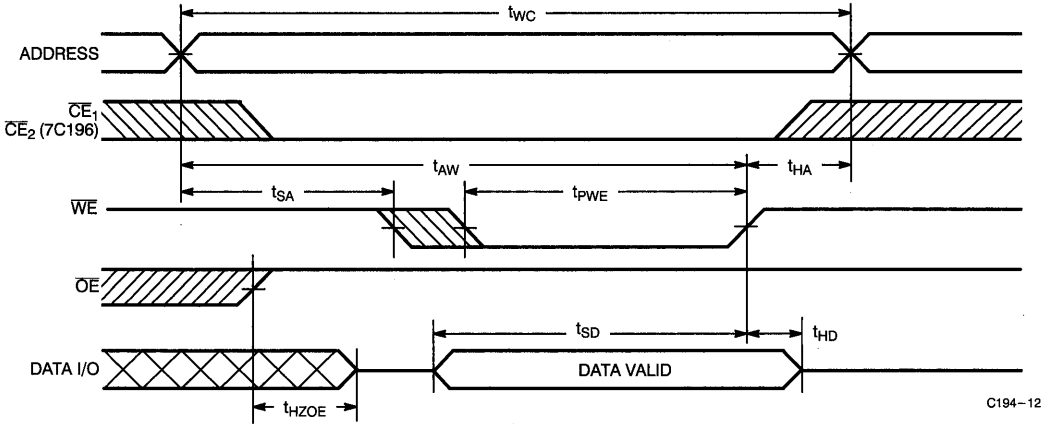 tWC
ADDRESS
CE1
CE2 (7C196)
tAW
tHA
tSA
tPWE
WE
OE
tSD
tHD
DATA I/O
DATA VALID
tHZOE
C194–12